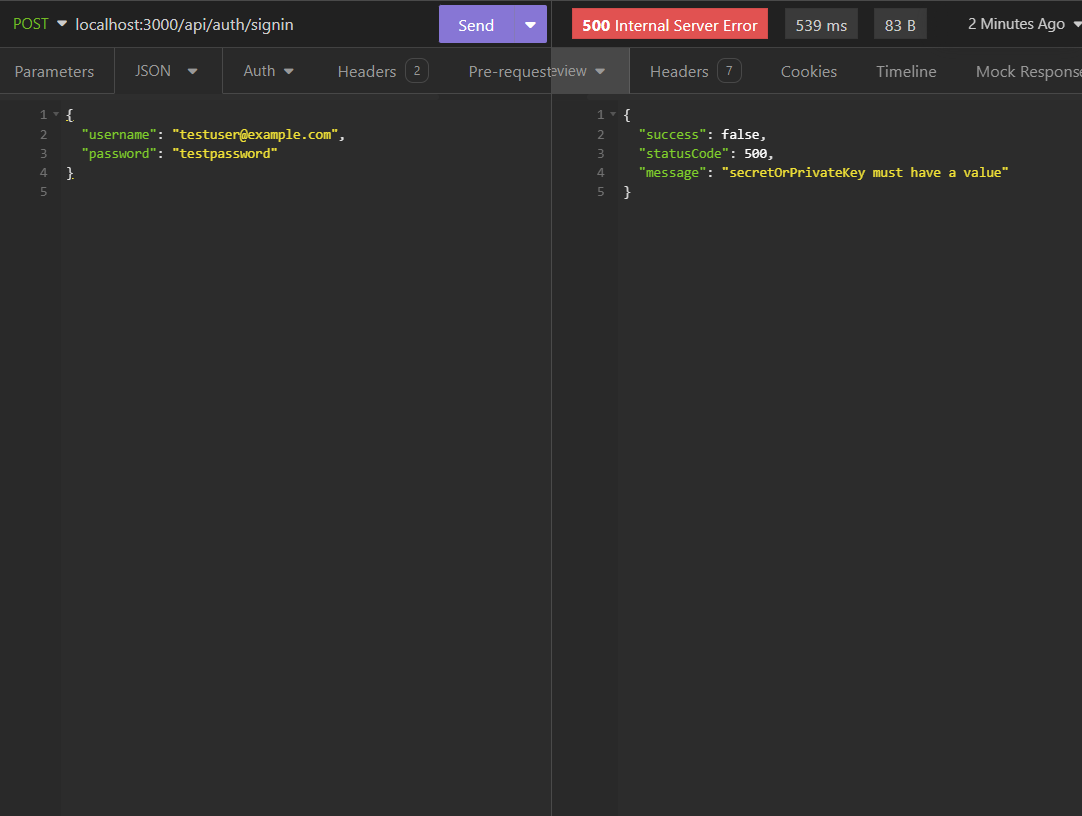 POST localhost:3000/api/auth/signin Send 500 Internal Server Error 539 ms 83 B 2 Minutes Ago
Parameters JSON Auth Headers 2 Pre-request eview Headers 7 Cookies Timeline Mock Response
1 {
2 "username": "testuser@example.com",
3 "password": "testpassword"
4 }
5
1 {
2 "success": false,
3 "statusCode": 500,
4 "message": "secretOrPrivateKey must have a value"
5 }